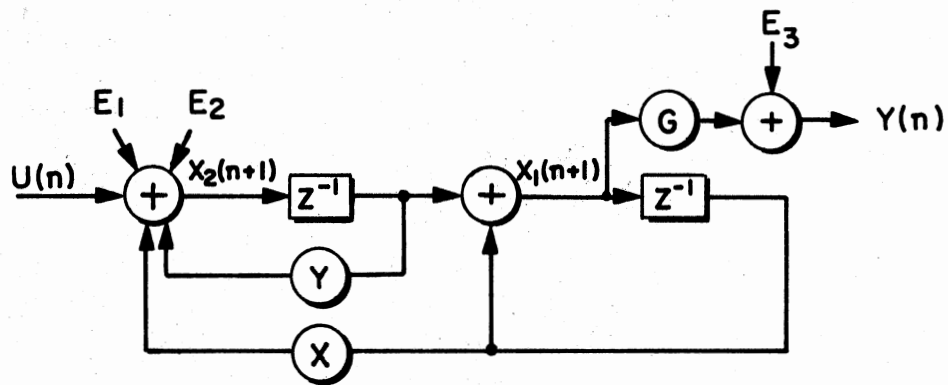 E₃
E₁ E₂
G + Y(n)
U(n) + X₂(n+1) z⁻¹ + X₁(n+1) z⁻¹
Y
X